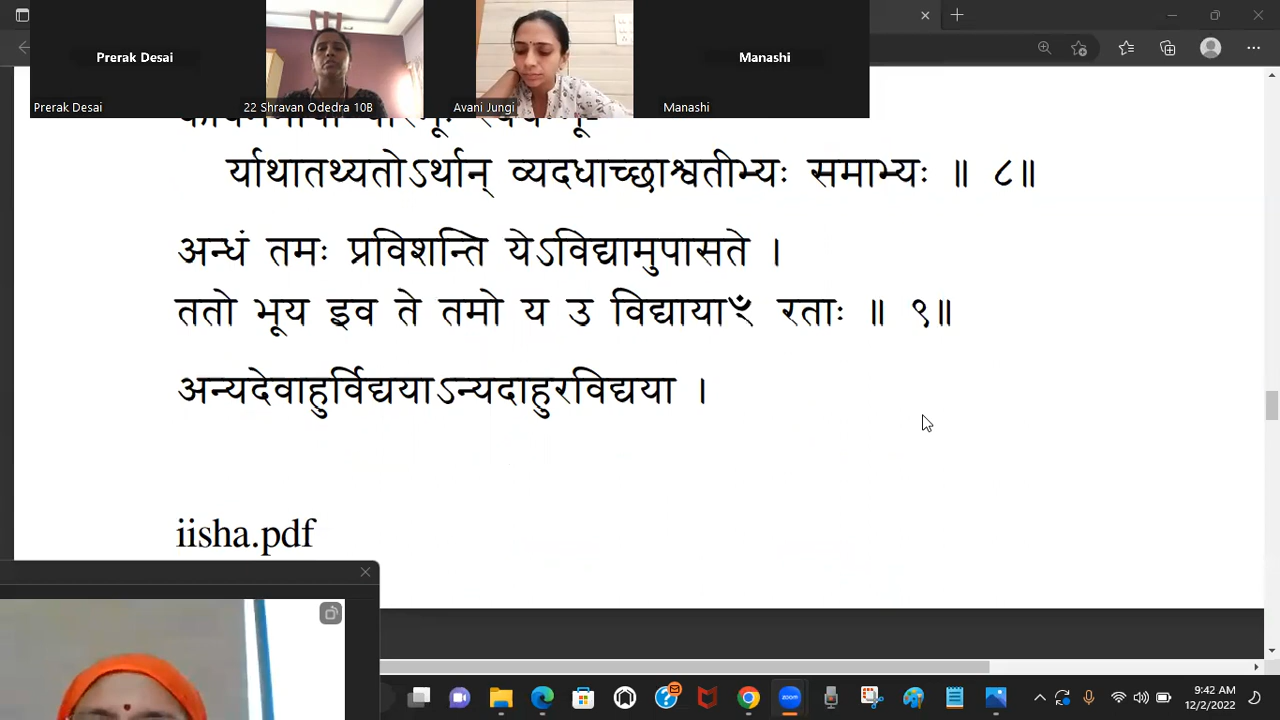 Prerak Desai
Manashi
Prerak Desai
22 Shravan Odedra 10B
Avani Jungi
Manashi
र्याथातथ्यतोऽर्थान् व्यदधाच्छाश्वतीभ्यः समाभ्यः ॥ ८॥
अन्धं तमः प्रविशन्ति येऽविद्यामुपासते ।
ततो भूय इव ते तमो य उ विद्यायाꣳ रताः ॥ ९॥
अन्यदेवाहुर्विद्ययाऽन्यदाहुरविद्यया ।
iisha.pdf
9:42 AM
12/2/2022